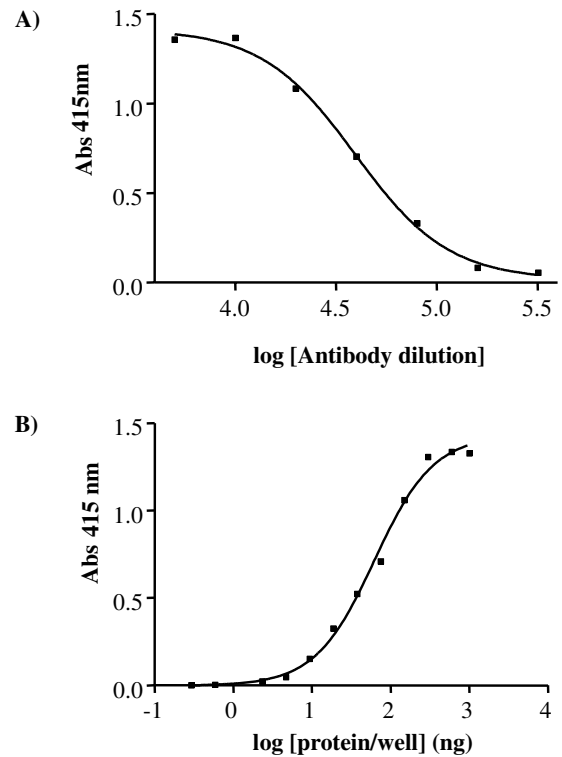 A)
Abs 415nm
1.5
1.0
0.5
0.0
4.0 4.5 5.0 5.5
log [Antibody dilution]
B)
Abs 415 nm
1.5
1.0
0.5
0.0
-1 0 1 2 3 4
log [protein/well] (ng)